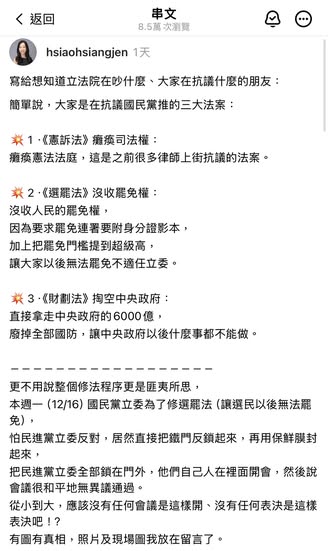 返回
串文
8.5萬 次瀏覽
hsiaohsiangjen 1天
寫給想知道立法院在吵什麼、大家在抗議什麼的朋友：
簡單說，大家是在抗議國民黨推的三大法案：
💥 1 ·《憲訴法》癱瘓司法權：
癱瘓憲法法庭，這是之前很多律師上街抗議的法案。
💥 2 ·《選罷法》沒收罷免權：
沒收人民的罷免權，
因為要求罷免連署要附身分證影本，
加上把罷免門檻提到超級高，
讓大家以後無法罷免不適任立委。
💥 3 ·《財劃法》掏空中央政府：
直接拿走中央政府的6000億，
廢掉全部國防，讓中央政府以後什麼事都不能做。
－－－－－－－－－－－－－－－－－－
更不用說整個修法程序更是匪夷所思，
本週一 (12/16) 國民黨立委為了修選罷法（讓選民以後無法罷
免），
怕民進黨立委反對，居然直接把鐵門反鎖起來，再用保鮮膜封
起來，
把民進黨立委全部鎖在門外，他們自己人在裡面開會，然後說
會議很和平地無異議通過。
從小到大，應該沒有任何會議是這樣開、沒有任何表決是這樣
表決吧！?
有圖有真相，照片及現場圖我放在留言了。